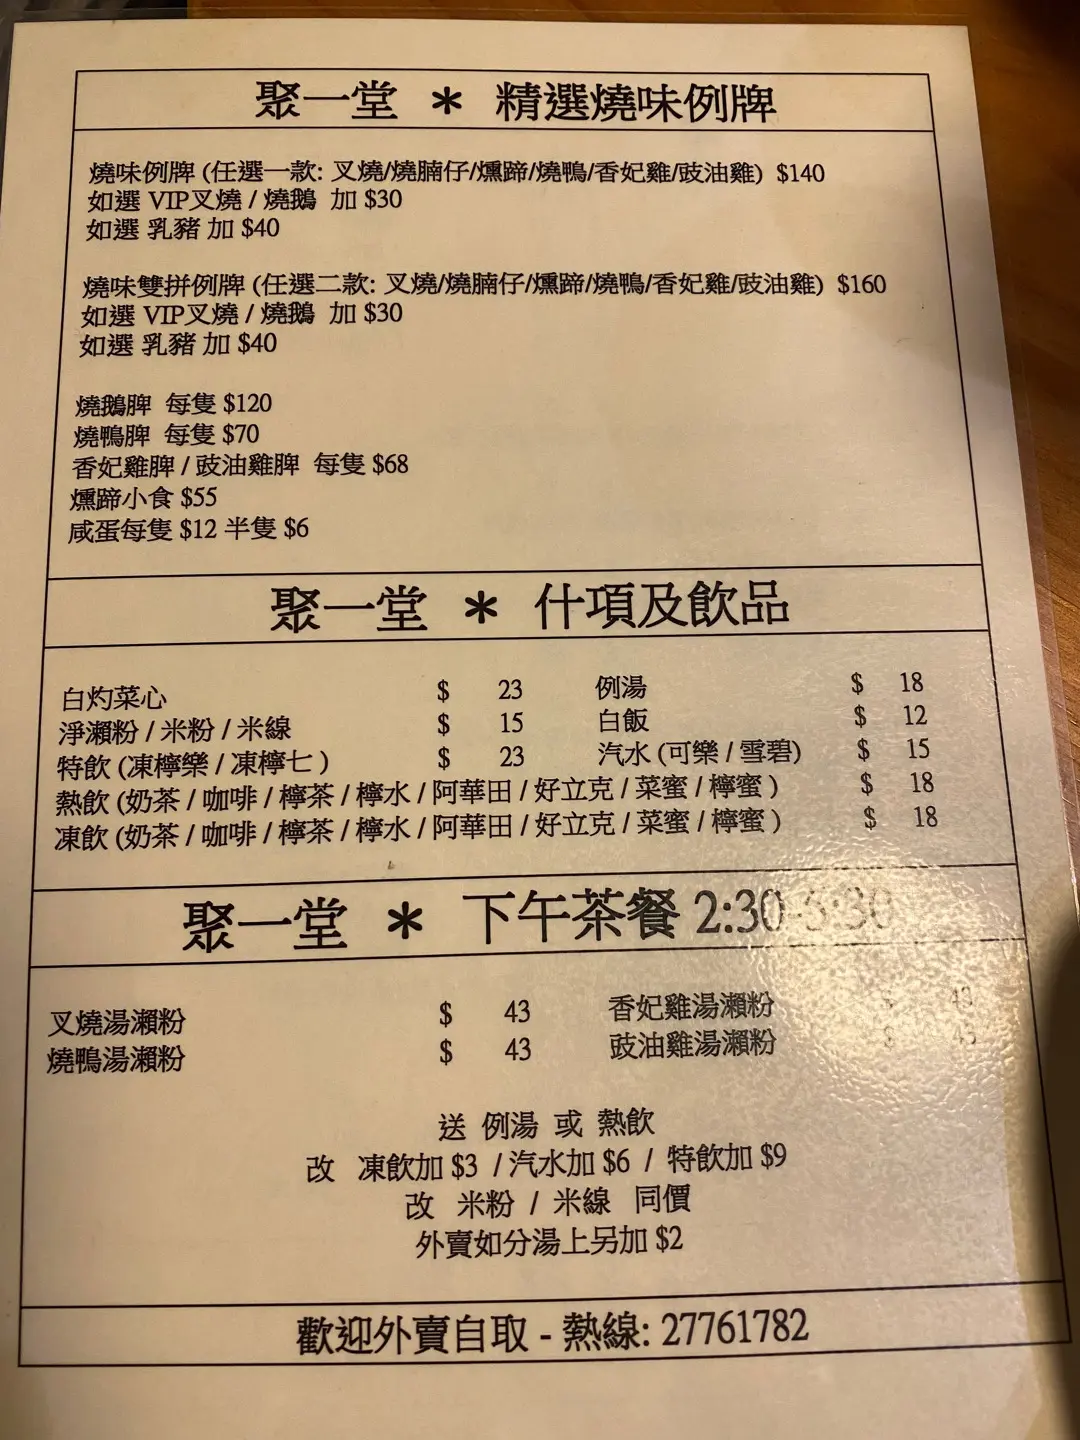 聚一堂 * 精選燒味例牌
燒味例牌 (任選一款: 叉燒/燒腩仔/燻蹄/燒鴨/香妃雞/豉油雞) $140
如選 VIP叉燒 / 燒鵝 加 $30
如選 乳豬 加 $40
燒味雙拼例牌 (任選二款: 叉燒/燒腩仔/燻蹄/燒鴨/香妃雞/豉油雞) $160
如選 VIP叉燒 / 燒鵝 加 $30
如選 乳豬 加 $40
燒鵝脾 每隻 $120
燒鴨脾 每隻 $70
香妃雞脾 / 豉油雞脾 每隻 $68
燻蹄小食 $55
咸蛋每隻 $12 半隻 $6
聚一堂 * 什項及飲品
白灼菜心 $ 23 例湯 $ 18
淨瀨粉 / 米粉 / 米線 $ 15 白飯 $ 12
特飲 (凍檸樂 / 凍檸七 ) $ 23 汽水 (可樂 / 雪碧) $ 15
熱飲 (奶茶 / 咖啡 / 檸茶 / 檸水 / 阿華田 / 好立克 / 菜蜜 / 檸蜜 ) $ 18
凍飲 (奶茶 / 咖啡 / 檸茶 / 檸水 / 阿華田 / 好立克 / 菜蜜 / 檸蜜 ) $ 18
聚一堂 * 下午茶餐 2:30-5:30
叉燒湯瀨粉 $ 43 香妃雞湯瀨粉 $ 43
燒鴨湯瀨粉 $ 43 豉油雞湯瀨粉 $ 43
送 例湯 或 熱飲
改 凍飲加 $3 / 汽水加 $6 / 特飲加 $9
改 米粉 / 米線 同價
外賣如分湯上另加 $2
歡迎外賣自取 - 熱線: 27761782